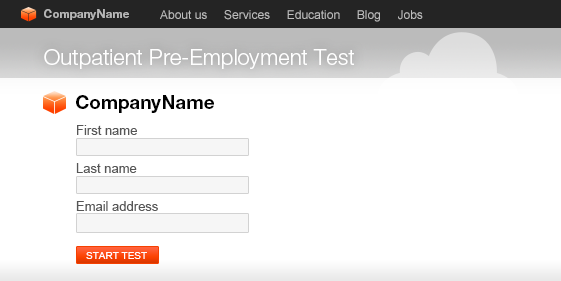 CompanyName About us Services Education Blog Jobs
Outpatient Pre-Employment Test
CompanyName
First name
Last name
Email address
START TEST